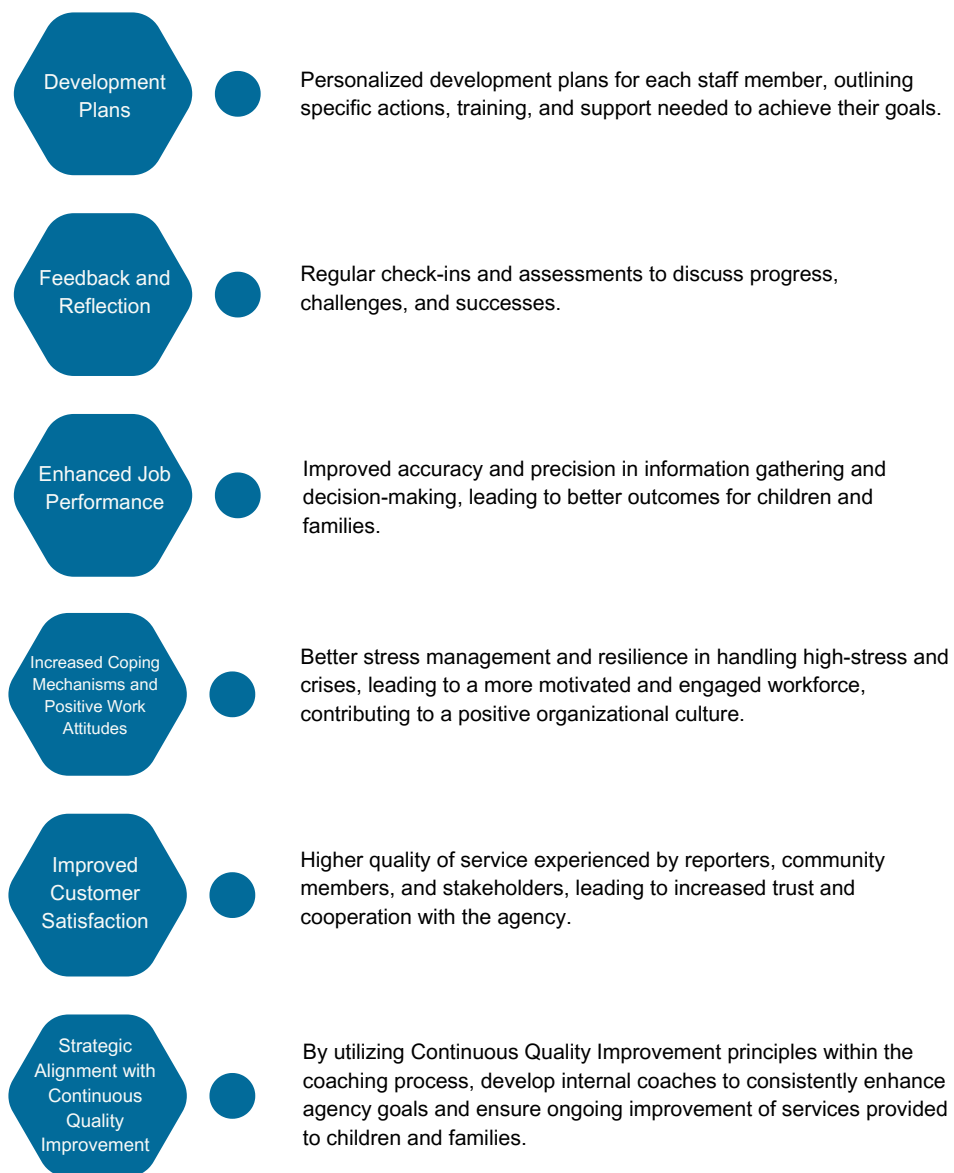 Development
Plans
Personalized development plans for each staff member, outlining
specific actions, training, and support needed to achieve their goals.
Feedback and
Reflection
Regular check-ins and assessments to discuss progress,
challenges, and successes.
Enhanced Job
Performance
Improved accuracy and precision in information gathering and
decision-making, leading to better outcomes for children and
families.
Increased Coping
Mechanisms and
Positive Work
Attitudes
Better stress management and resilience in handling high-stress and
crises, leading to a more motivated and engaged workforce,
contributing to a positive organizational culture.
Improved
Customer
Satisfaction
Higher quality of service experienced by reporters, community
members, and stakeholders, leading to increased trust and
cooperation with the agency.
Strategic
Alignment with
Continuous
Quality
Improvement
By utilizing Continuous Quality Improvement principles within the
coaching process, develop internal coaches to consistently enhance
agency goals and ensure ongoing improvement of services provided
to children and families.